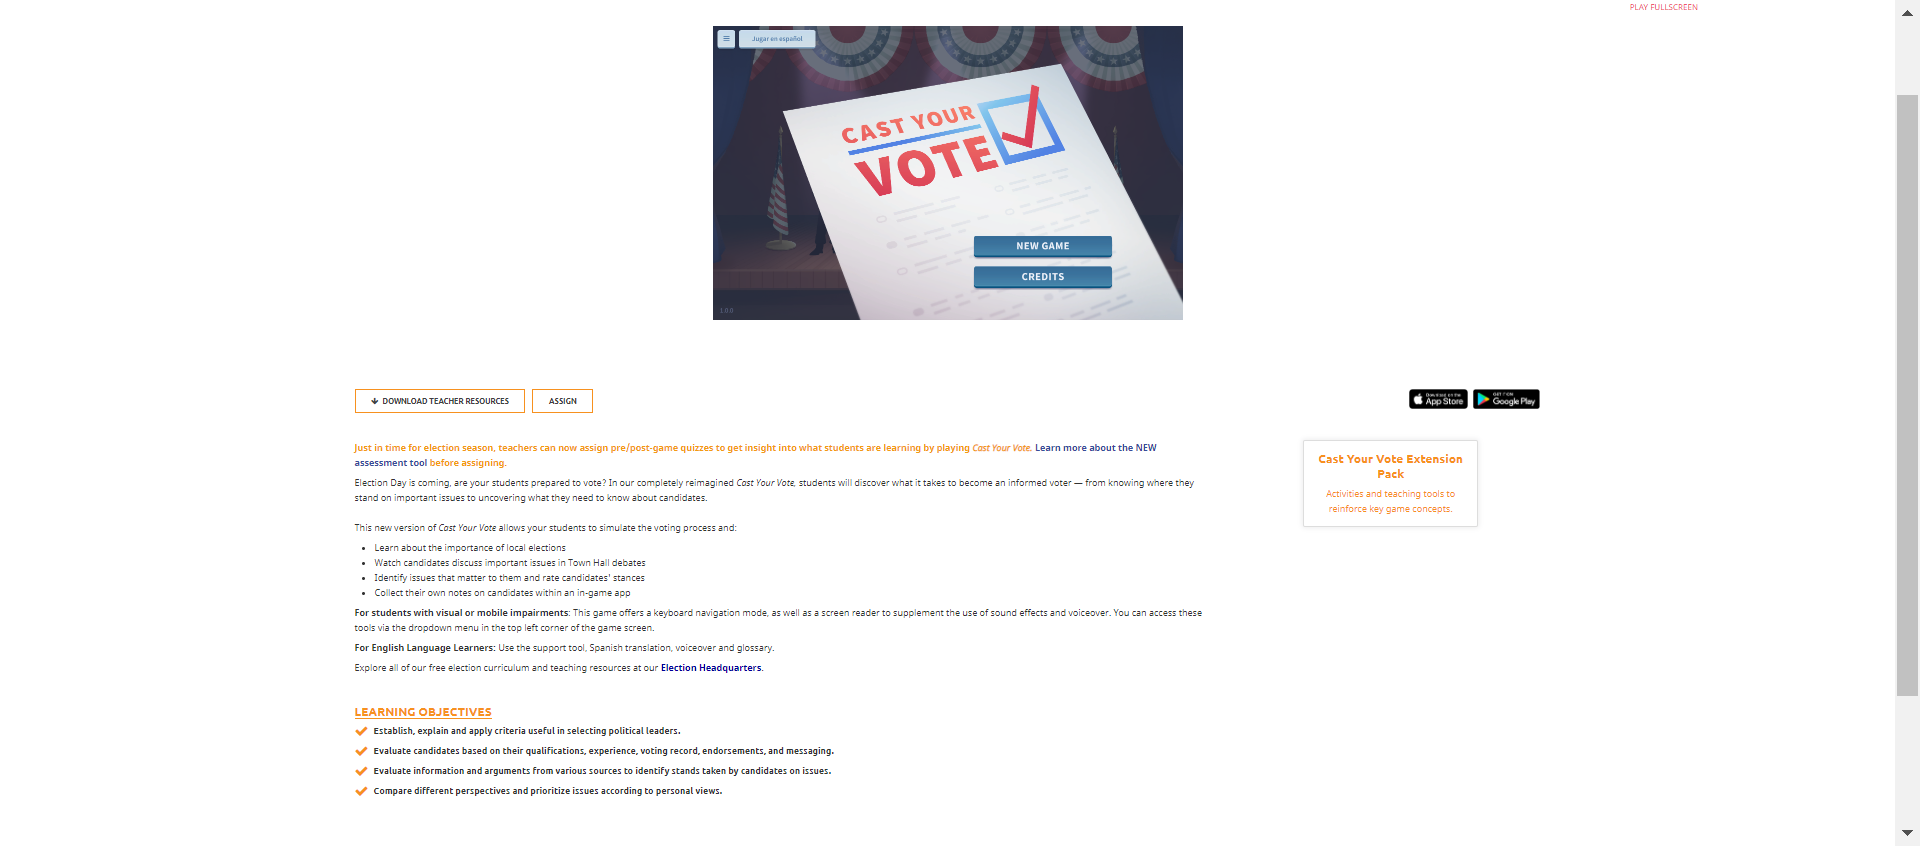 PLAY FULLSCREEN
Jugar en español
CAST YOUR
VOTE
NEW GAME
CREDITS
DOWNLOAD TEACHER RESOURCES
ASSIGN
Download on the
App Store
GET IT ON
Google Play
Just in time for election season, teachers can now assign pre/post-game quizzes to get insight into what students are learning by playing Cast Your Vote. Learn more about the NEW
assessment tool before assigning.
Cast Your Vote Extension
Pack
Activities and teaching tools to
reinforce key game concepts.
Election Day is coming, are your students prepared to vote? In our completely reimagined Cast Your Vote, students will discover what it takes to become an informed voter — from knowing where they
stand on important issues to uncovering what they need to know about candidates.
This new version of Cast Your Vote allows your students to simulate the voting process and:
Learn about the importance of local elections
Watch candidates discuss important issues in Town Hall debates
Identify issues that matter to them and rate candidates' stances
Collect their own notes on candidates within an in-game app
For students with visual or mobile impairments: This game offers a keyboard navigation mode, as well as a screen reader to supplement the use of sound effects and voiceover. You can access these
tools via the dropdown menu in the top left corner of the game screen.
For English Language Learners: Use the support tool, Spanish translation, voiceover and glossary.
Explore all of our free election curriculum and teaching resources at our Election Headquarters.
LEARNING OBJECTIVES
Establish, explain and apply criteria useful in selecting political leaders.
Evaluate candidates based on their qualifications, experience, voting record, endorsements, and messaging.
Evaluate information and arguments from various sources to identify stands taken by candidates on issues.
Compare different perspectives and prioritize issues according to personal views.